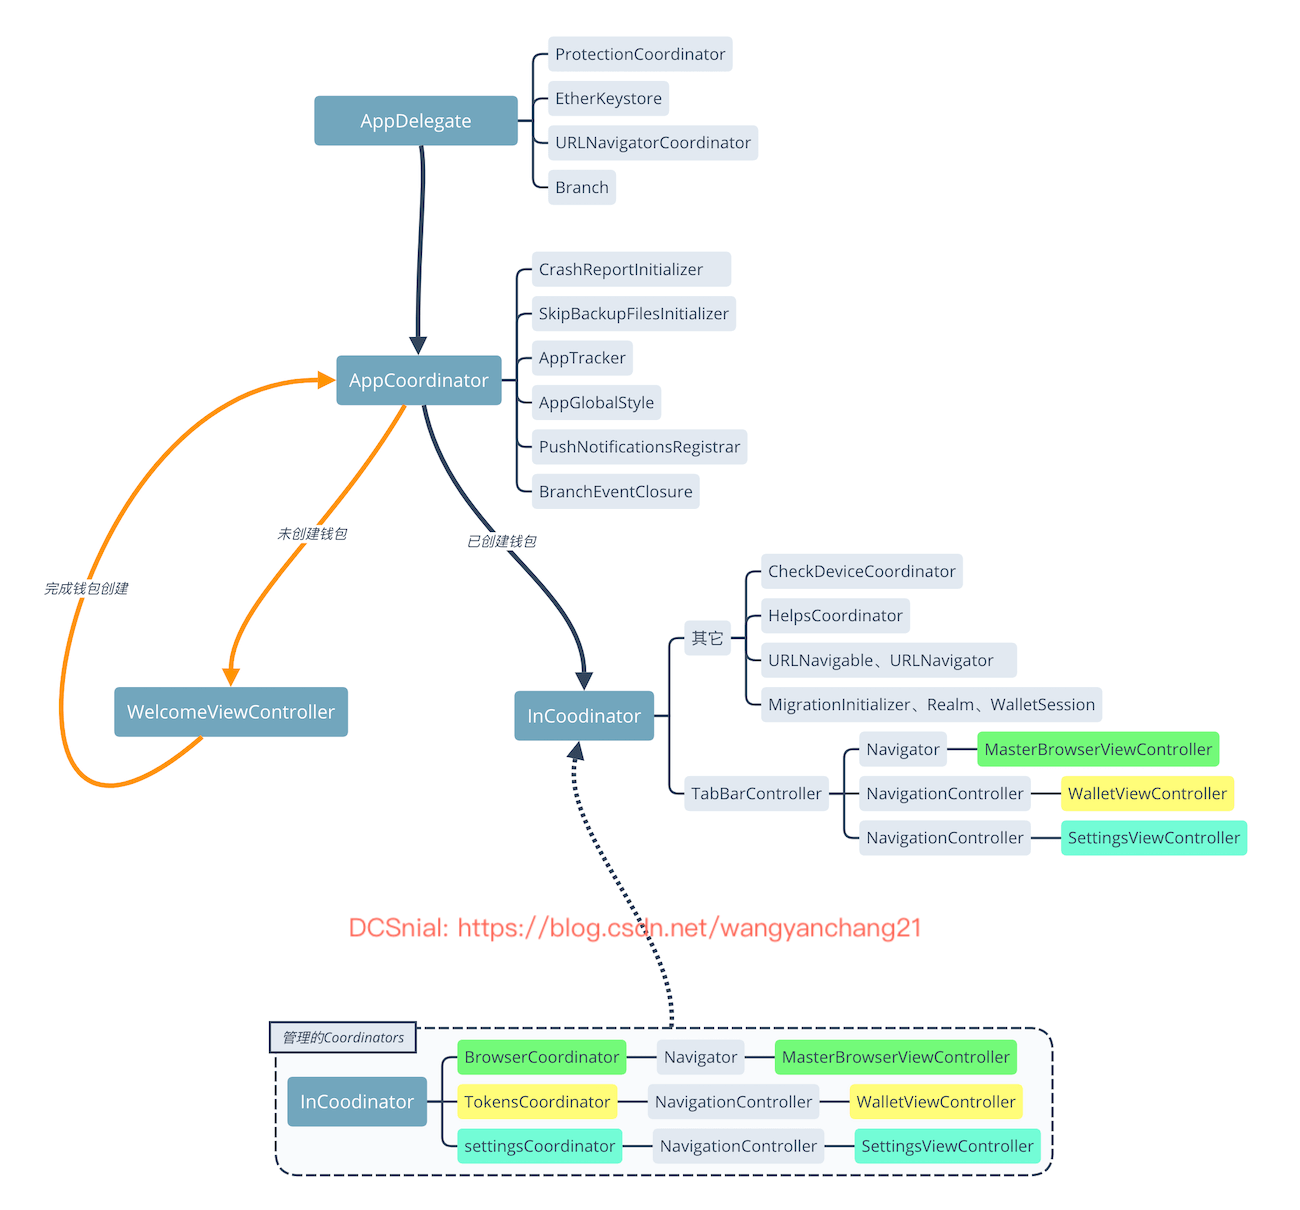 ProtectionCoordinator
AppDelegate
EtherKeystore
URLNavigatorCoordinator
Branch
CrashReportInitializer
SkipBackupFilesInitializer
AppTracker
AppCoordinator
AppGlobalStyle
PushNotificationsRegistrar
BranchEventClosure
未创建钱包
已创建钱包
完成钱包创建
WelcomeViewController
InCoodinator
其它
CheckDeviceCoordinator
HelpsCoordinator
URLNavigable、URLNavigator
MigrationInitializer、Realm、WalletSession
TabBarController
Navigator
MasterBrowserViewController
NavigationController
WalletViewController
NavigationController
SettingsViewController
DCSnial: https://blog.csdn.net/wangyanchang21
管理的Coordinators
InCoodinator
BrowserCoordinator
Navigator
MasterBrowserViewController
TokensCoordinator
NavigationController
WalletViewController
settingsCoordinator
NavigationController
SettingsViewController